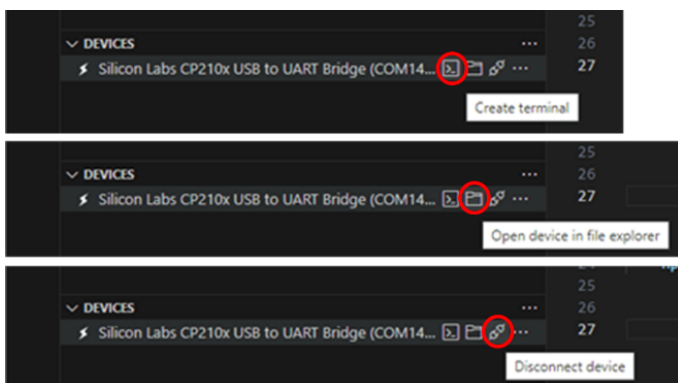 25
DEVICES ... 26
Silicon Labs CP210x USB to UART Bridge (COM14... ... 27
Create terminal
25
DEVICES ... 26
Silicon Labs CP210x USB to UART Bridge (COM14... ... 27
Open device in file explorer
25
DEVICES ... 26
Silicon Labs CP210x USB to UART Bridge (COM14... ... 27
Disconnect device